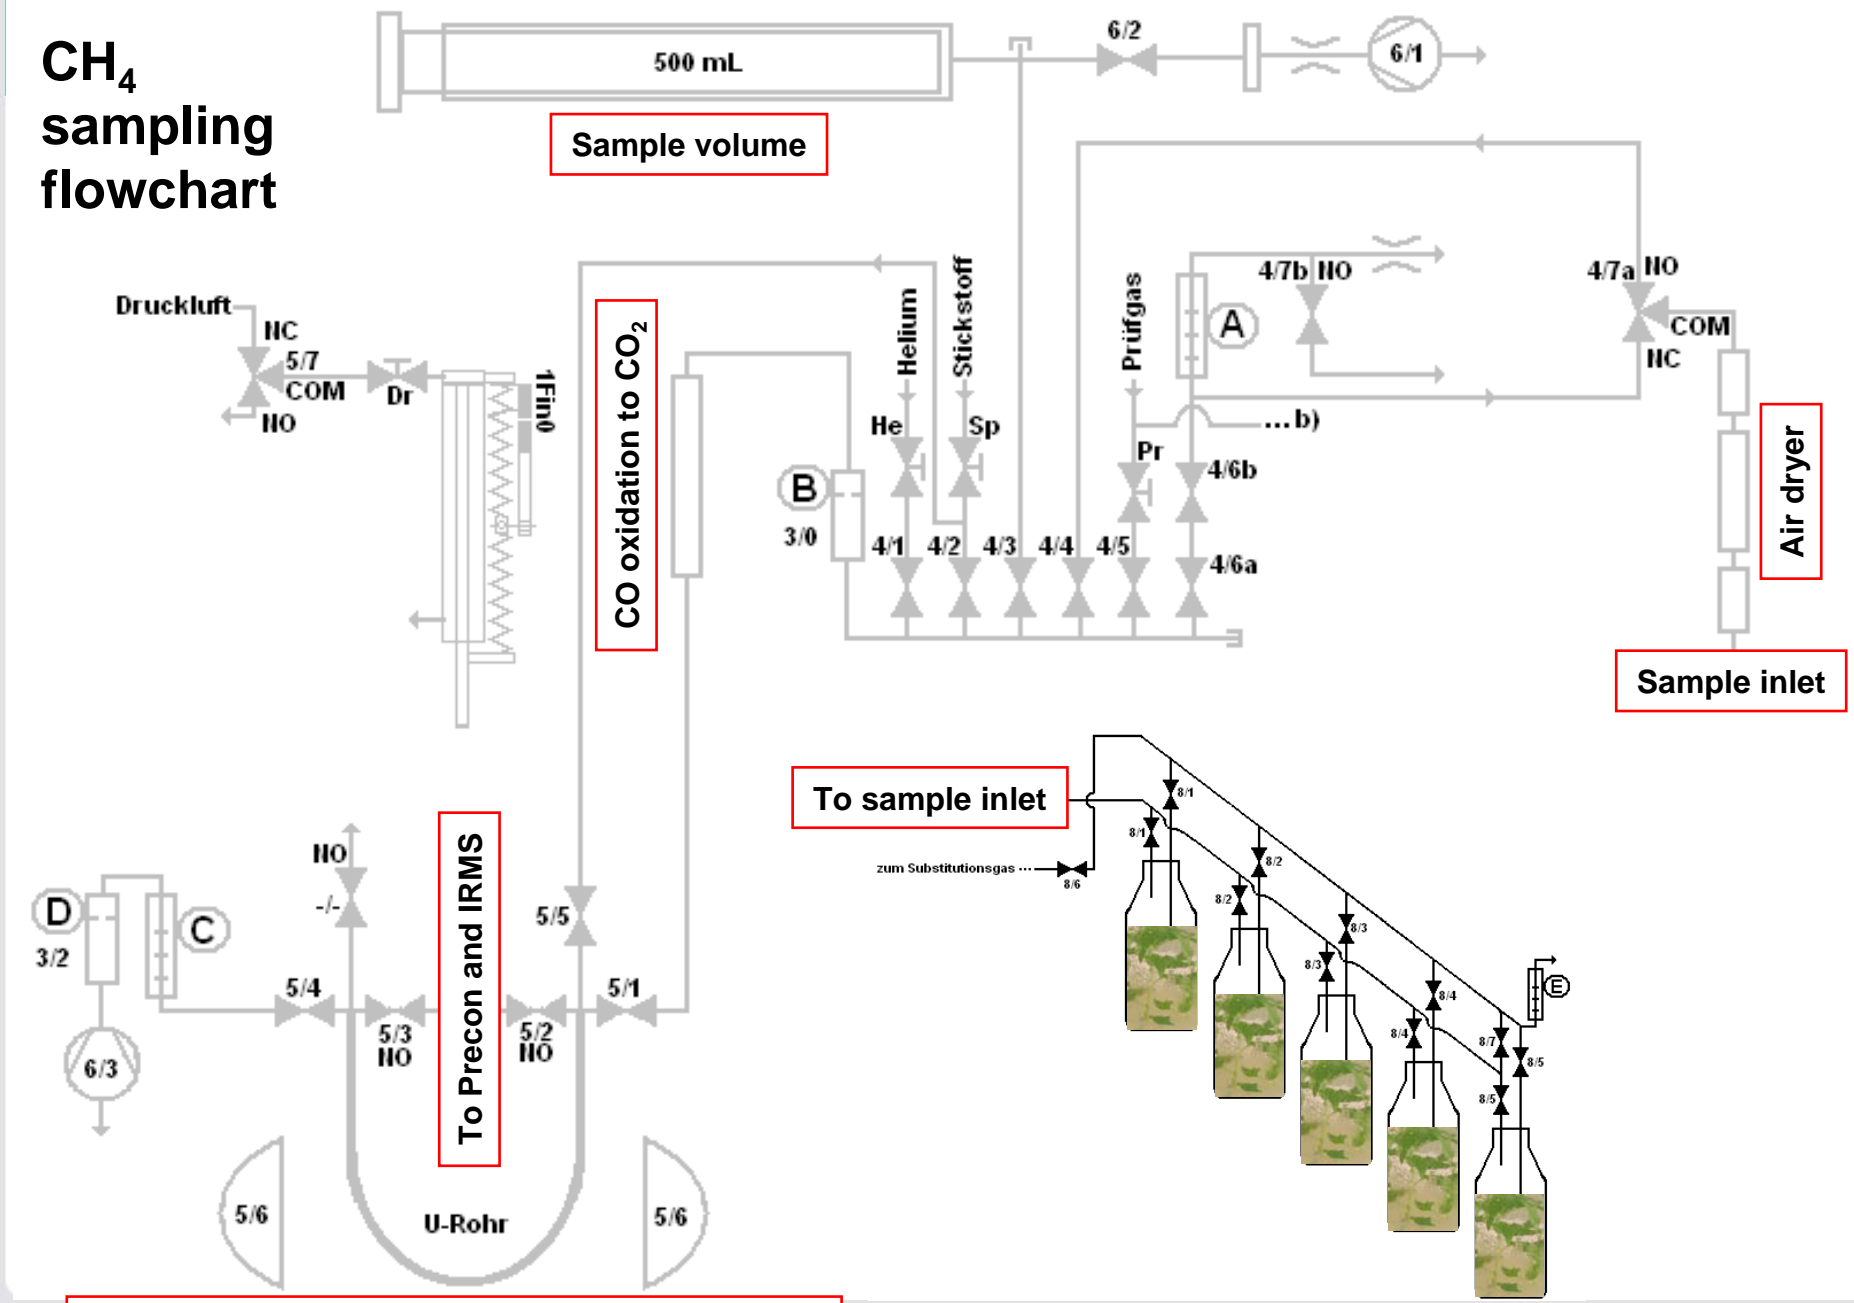 CH4
sampling
flowchart
500 mL
6/2
6/1
Sample volume
Druckluft
NC
5/7
COM
NO
Dr
1Fin0
CO oxidation to CO2
Helium
Stickstoff
Prüfgas
He
Sp
Pr
A
4/7b NO
4/7a NO
COM
NC
... b)
B
3/0
4/1
4/2
4/3
4/4
4/5
4/6b
4/6a
Air dryer
Sample inlet
To sample inlet
zum Substitutionsgas ...
8/6
8/1
8/1
8/2
8/2
8/3
8/3
8/4
8/4
8/7
8/5
8/5
E
NO
-/-
D
3/2
C
5/4
5/3
NO
To Precon and IRMS
5/5
5/2
NO
5/1
6/3
5/6
U-Rohr
5/6